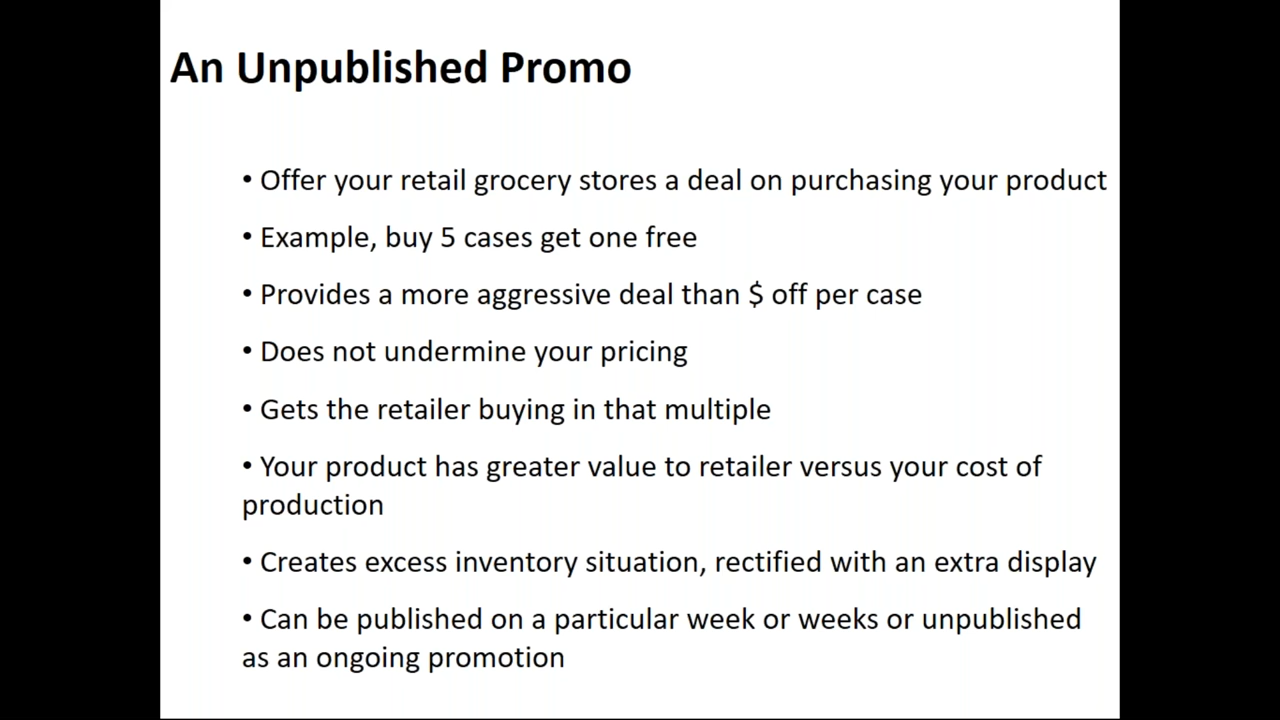 An Unpublished Promo
• Offer your retail grocery stores a deal on purchasing your product
• Example, buy 5 cases get one free
• Provides a more aggressive deal than $ off per case
• Does not undermine your pricing
• Gets the retailer buying in that multiple
• Your product has greater value to retailer versus your cost of
production
• Creates excess inventory situation, rectified with an extra display
• Can be published on a particular week or weeks or unpublished
as an ongoing promotion